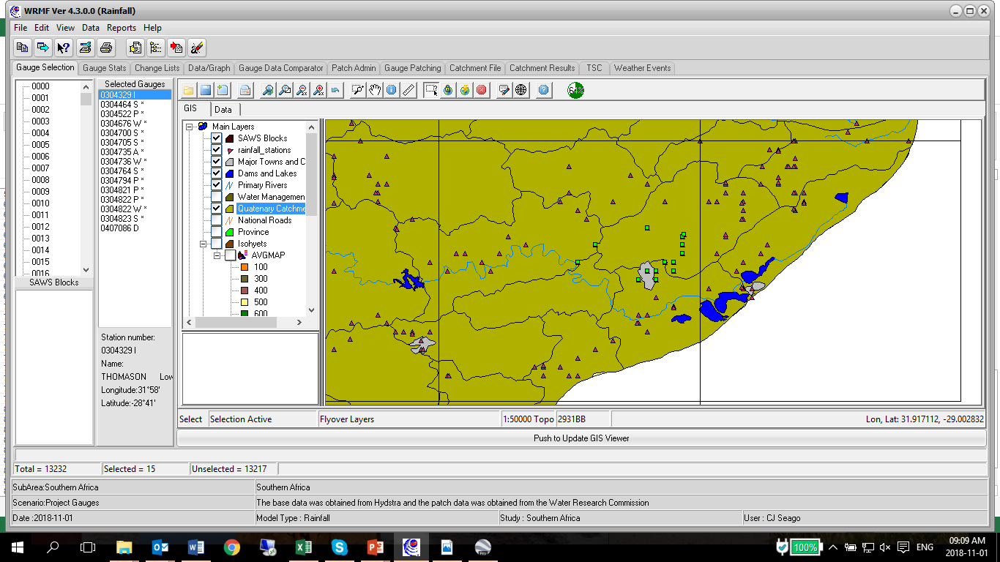 WRMF Ver 4.3.0.0 (Rainfall)
File Edit View Data Reports Help
Gauge Selection Gauge Stats Change Lists Data/Graph Gauge Data Comparator Patch Admin Gauge Patching Catchment File Catchment Results TSC Weather Events
0000
0001
0002
0003
0004
0005
0006
0007
0008
0009
0010
0011
0012
0013
0014
0015
0016
SAWS Blocks
Selected Gauges
0304329 I
0304464 S *
0304522 P *
0304676 W *
0304700 S *
0304705 S *
0304735 A *
0304736 W *
0304764 S *
0304794 P *
0304821 P *
0304822 P *
0304822 W *
0304823 S *
0407086 D
Station number:
0304329 I
Name:
THOMASON Low
Longitude:31°58'
Latitude:-28°41'
64%
GIS Data
Main Layers
SAWS Blocks
rainfall_stations
Major Towns and C
Dams and Lakes
Primary Rivers
Water Managemen
Quatenary Catchme
National Roads
Province
Isohyets
AVGMAP
100
300
400
500
600
Select Selection Active Flyover Layers 1:50000 Topo 2931BB Lon, Lat: 31.917112, -29.002832
Push to Update GIS Viewer
Total = 13232 Selected = 15 Unselected = 13217
SubArea:Southern Africa Southern Africa
Scenario:Project Gauges The base data was obtained from Hydstra and the patch data was obtained from the Water Research Commission
Date :2018-11-01 Model Type : Rainfall Study : Southern Africa User : CJ Seago
100% ENG 09:09 AM
2018-11-01